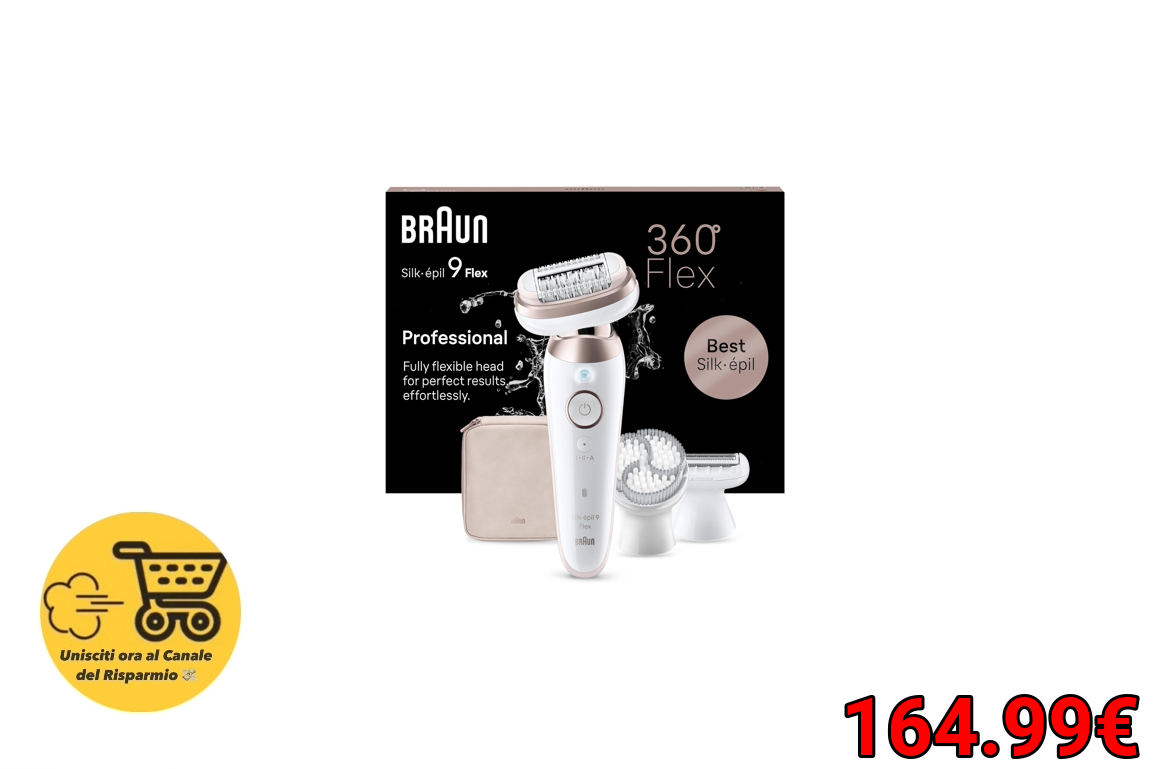 BRAUN
Silk·épil 9 Flex
360°
Flex
Professional
Fully flexible head
for perfect results,
effortlessly.
Best
Silk·épil
Silk·épil 9
Flex
BRAUN
Unisciti ora al Canale
del Risparmio 💸
164.99€